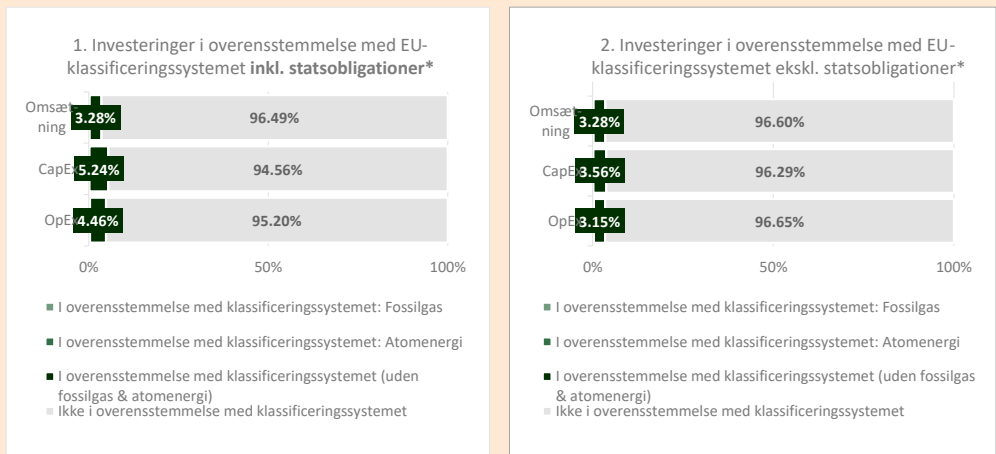 1. Investeringer i overensstemmelse med EU-
klassificeringssystemet inkl. statsobligationer*
Omsæt-
ning
3.28%
96.49%
CapEx
5.24%
94.56%
OpEx
4.46%
95.20%
0%
50%
100%
I overensstemmelse med klassificeringssystemet: Fossilgas
I overensstemmelse med klassificeringssystemet: Atomenergi
I overensstemmelse med klassificeringssystemet (uden
fossilgas & atomenergi)
Ikke i overensstemmelse med klassificeringssystemet
2. Investeringer i overensstemmelse med EU-
klassificeringssystemet ekskl. statsobligationer*
Omsæt-
ning
3.28%
96.60%
CapEx
3.56%
96.29%
OpEx
3.15%
96.65%
0%
50%
100%
I overensstemmelse med klassificeringssystemet: Fossilgas
I overensstemmelse med klassificeringssystemet: Atomenergi
I overensstemmelse med klassificeringssystemet (uden fossilgas
& atomenergi)
Ikke i overensstemmelse med klassificeringssystemet